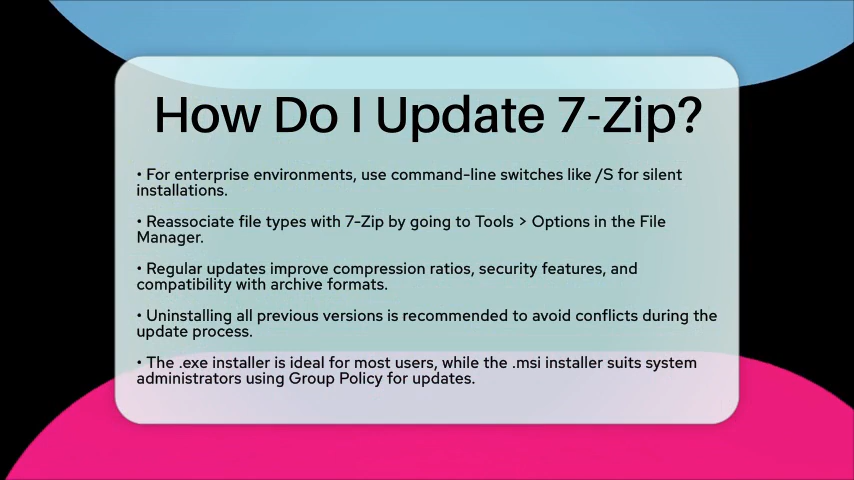 How Do I Update 7-Zip?
• For enterprise environments, use command-line switches like /S for silent
installations.
• Reassociate file types with 7-Zip by going to Tools > Options in the File
Manager.
• Regular updates improve compression ratios, security features, and
compatibility with archive formats.
• Uninstalling all previous versions is recommended to avoid conflicts during the
update process.
• The .exe installer is ideal for most users, while the .msi installer suits system
administrators using Group Policy for updates.